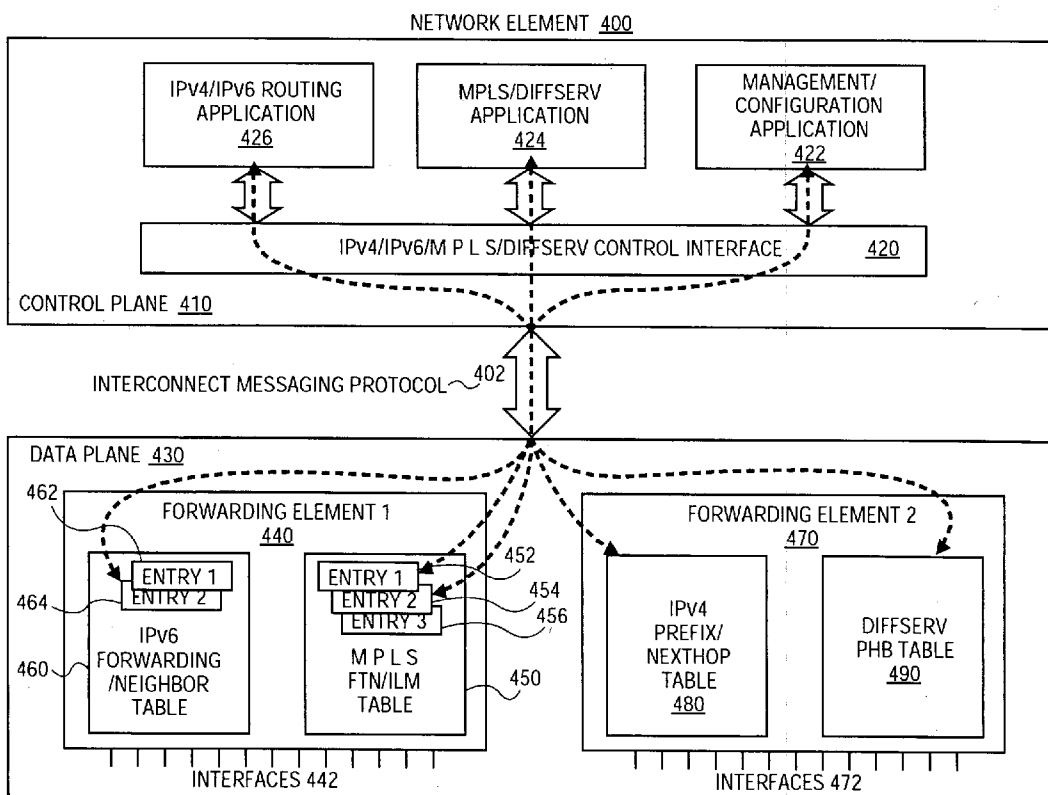 NETWORK ELEMENT 400
IPv4/IPv6 ROUTING
APPLICATION
426
MPLS/DIFFSERV
APPLICATION
424
MANAGEMENT/
CONFIGURATION
APPLICATION
422
IPv4/IPv6/M P L S/DIFFSERV CONTROL INTERFACE 420
CONTROL PLANE 410
INTERCONNECT MESSAGING PROTOCOL 402
DATA PLANE 430
462
FORWARDING ELEMENT 1
440
ENTRY 1
ENTRY 2
464
IPv6
FORWARDING
/NEIGHBOR
TABLE
460
452
ENTRY 1
454
ENTRY 2
456
ENTRY 3
M P L S
FTN/ILM
TABLE
450
INTERFACES 442
FORWARDING ELEMENT 2
470
IPv4
PREFIX/
NEXTHOP
TABLE
480
DIFFSERV
PHB TABLE
490
INTERFACES 472